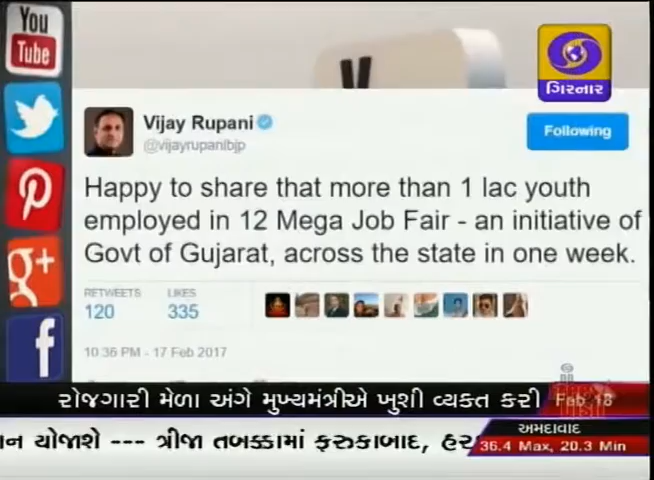 You
Tube
ગિરનાર
Vijay Rupani
@vijayrupanibjp
Following
Happy to share that more than 1 lac youth
employed in 12 Mega Job Fair - an initiative of
Govt of Gujarat, across the state in one week.
RETWEETS
LIKES
120
335
10:36 PM - 17 Feb 2017
g+
f
રોજગારી મેળા અંગે મુખ્યમંત્રીએ ખુશી વ્યક્ત કરી
Feb 18
અમદાવાદ
36.4 Max, 20.3 Min
ાન યોજાશે --- ત્રીજા તબક્કામાં ફરુકાબાદ, હર